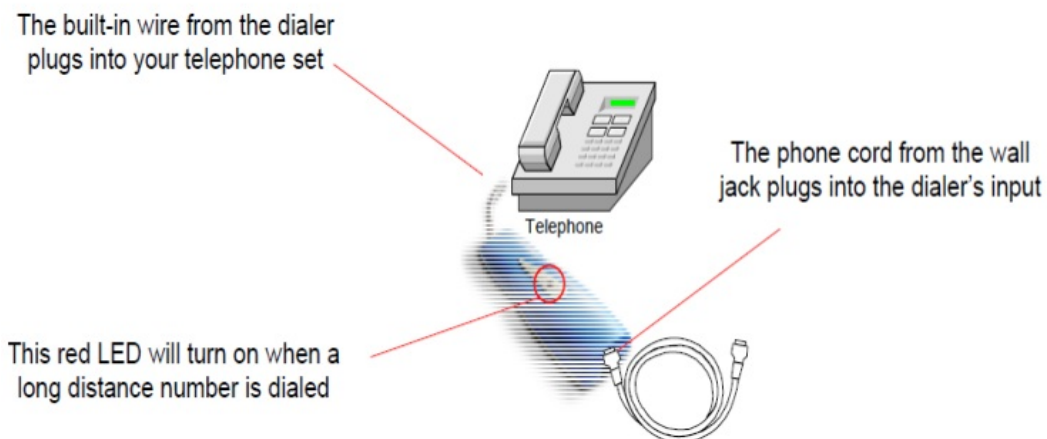 The built-in wire from the dialer
plugs into your telephone set
The phone cord from the wall
jack plugs into the dialer's input
Telephone
This red LED will turn on when a
long distance number is dialed